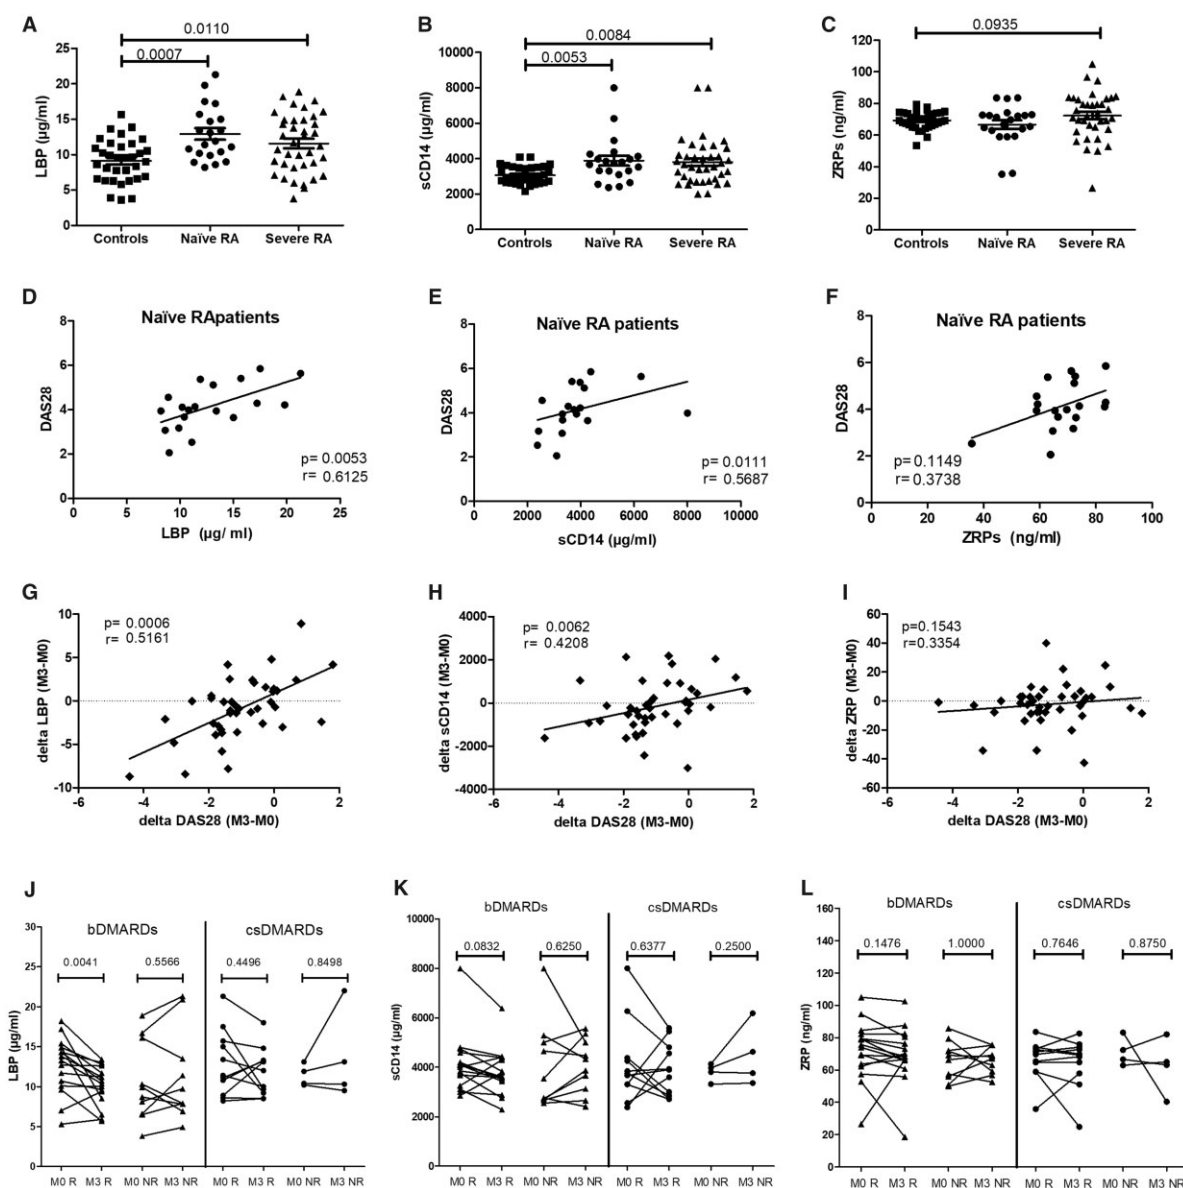 A
0.0110
0.0007
25
20
15
10
5
0
LBP (µg/ml)
Controls Naïve RA Severe RA
B
0.0084
0.0053
10000
8000
6000
4000
2000
0
sCD14 (µg/ml)
Controls Naïve RA Severe RA
C
0.0935
120
100
80
60
40
20
0
ZRPs (ng/ml)
Controls Naïve RA Severe RA
D
Naïve RApatients
8
6
4
2
0
DAS28
p= 0.0053
r= 0.6125
0 5 10 15 20 25
LBP (µg/ ml)
E
Naïve RA patients
8
6
4
2
0
DAS28
p= 0.0111
r= 0.5687
0 2000 4000 6000 8000 10000
sCD14 (µg/ml)
F
Naïve RA patients
8
6
4
2
0
DAS28
p= 0.1149
r= 0.3738
0 20 40 60 80 100
ZRPs (ng/ml)
G
p= 0.0006
r= 0.5161
10
5
0
-5
-10
delta LBP (M3-M0)
-6 -4 -2 0 2
delta DAS28 (M3-M0)
H
p= 0.0062
r= 0.4208
4000
2000
0
-2000
-4000
delta sCD14 (M3-M0)
-6 -4 -2 0 2
delta DAS28 (M3-M0)
I
p=0.1543
r=0.3354
60
40
20
0
-20
-40
-60
delta ZRP (M3-M0)
-6 -4 -2 0 2
delta DAS28 (M3-M0)
J
bDMARDs csDMARDs
0.0041 0.5566 0.4496 0.8498
30
25
20
15
10
5
0
LBP (µg/ml)
M0 R M3 R M0 NR M3 NR M0 R M3 R M0 NR M3 NR
K
bDMARDs csDMARDs
0.0832 0.6250 0.6377 0.2500
10000
8000
6000
4000
2000
0
sCD14 (µg/ml)
M0 R M3 R M0 NR M3 NR M0 R M3 R M0 NR M3 NR
L
bDMARDs csDMARDs
0.1476 1.0000 0.7646 0.8750
160
140
120
100
80
60
40
20
0
ZRP (ng/ml)
M0 R M3 R M0 NR M3 NR M0 R M3 R M0 NR M3 NR